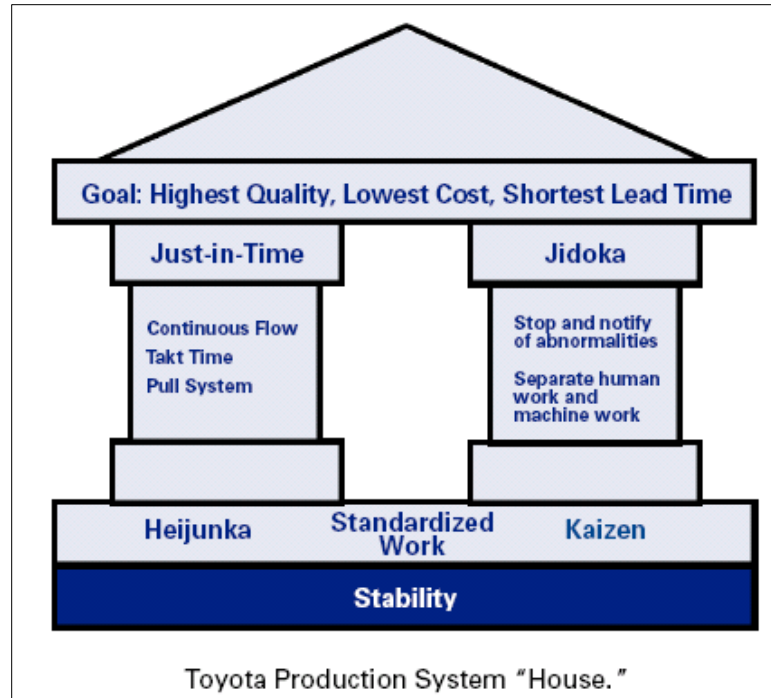 Goal: Highest Quality, Lowest Cost, Shortest Lead Time
Just-in-Time
Continuous Flow
Takt Time
Pull System
Jidoka
Stop and notify
of abnormalities
Separate human
work and
machine work
Heijunka
Standardized
Work
Kaizen
Stability
Toyota Production System “House.”